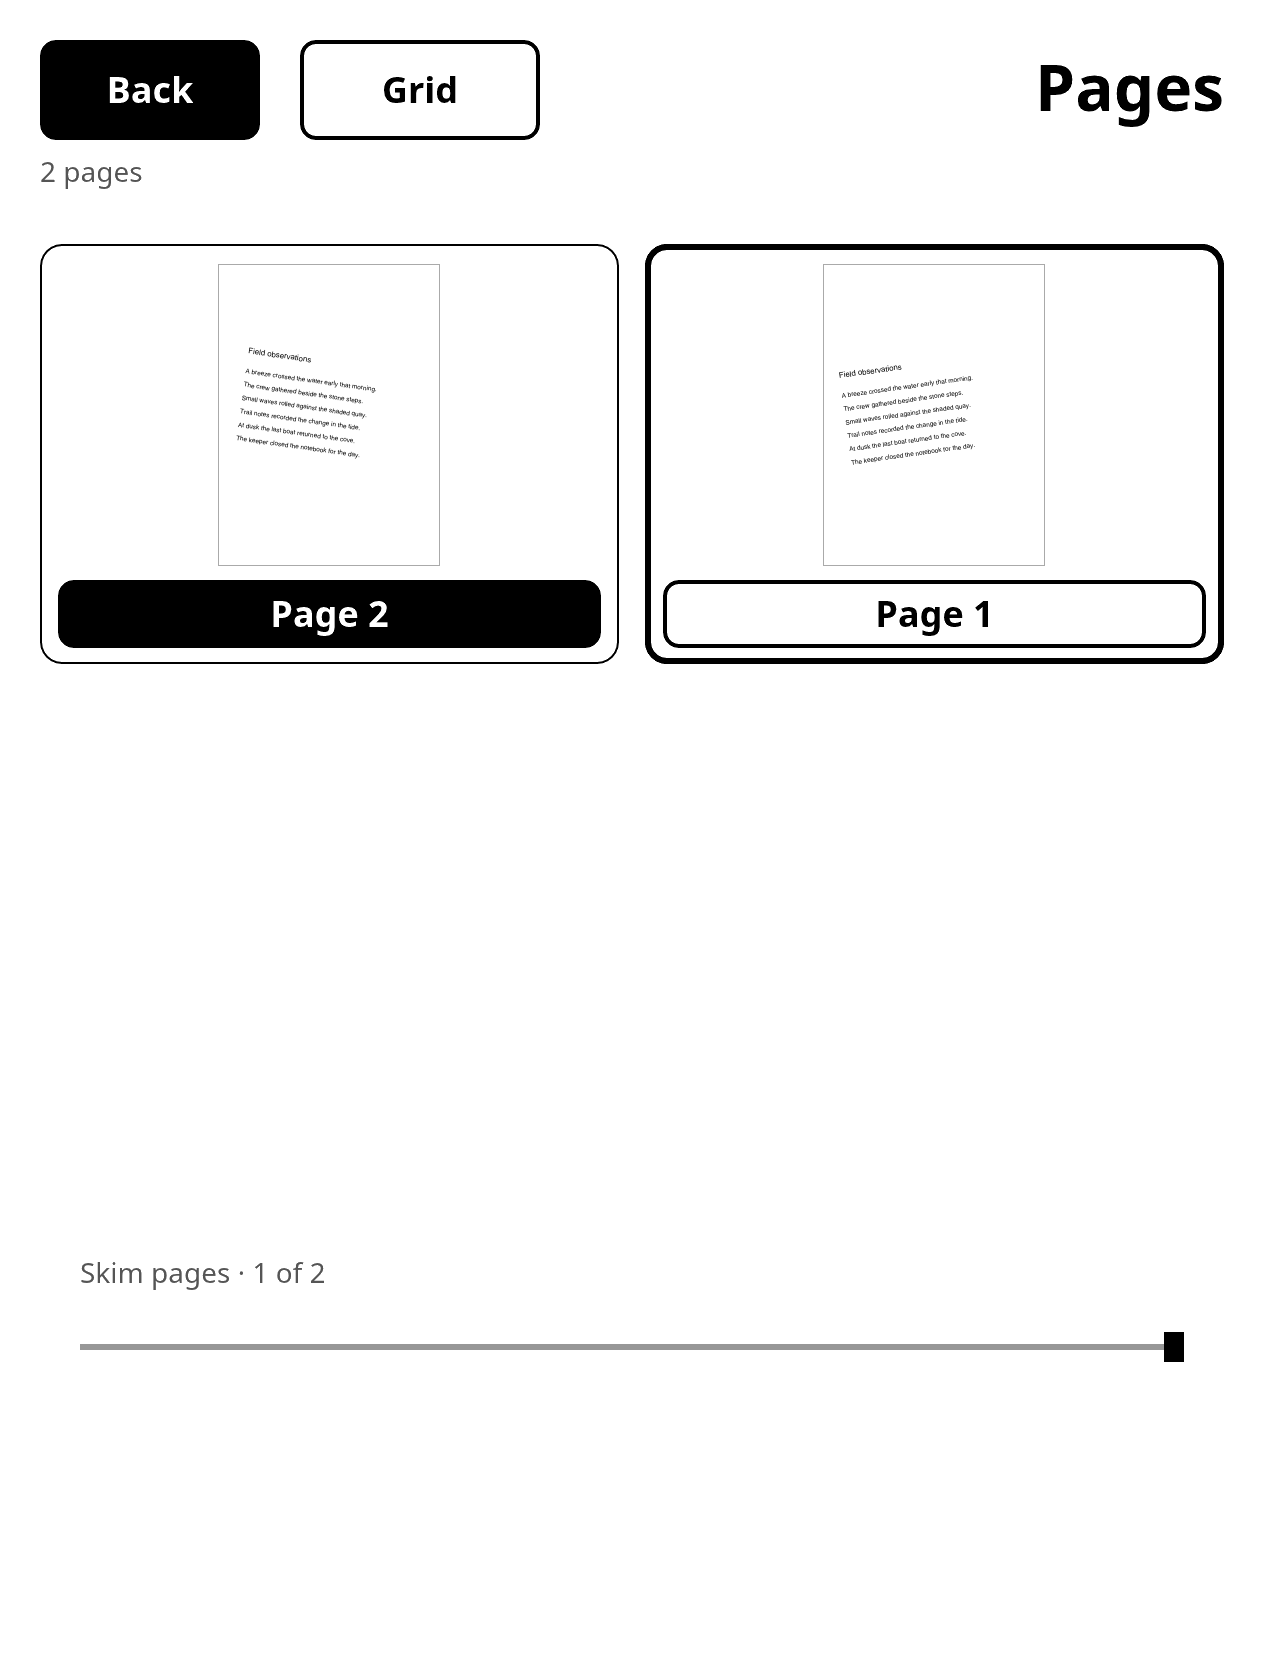 Back
Grid
Pages
2 pages
Field observations
A breeze crossed the water early that morning.
The crew gathered beside the stone steps.
Small waves rolled against the shaded quay.
Trail notes recorded the change in the tide.
At dusk the last boat returned to the cove.
The keeper closed the notebook for the day.
Page 2
Field observations
A breeze crossed the water early that morning.
The crew gathered beside the stone steps.
Small waves rolled against the shaded quay.
Trail notes recorded the change in the tide.
At dusk the last boat returned to the cove.
The keeper closed the notebook for the day.
Page 1
Skim pages · 1 of 2